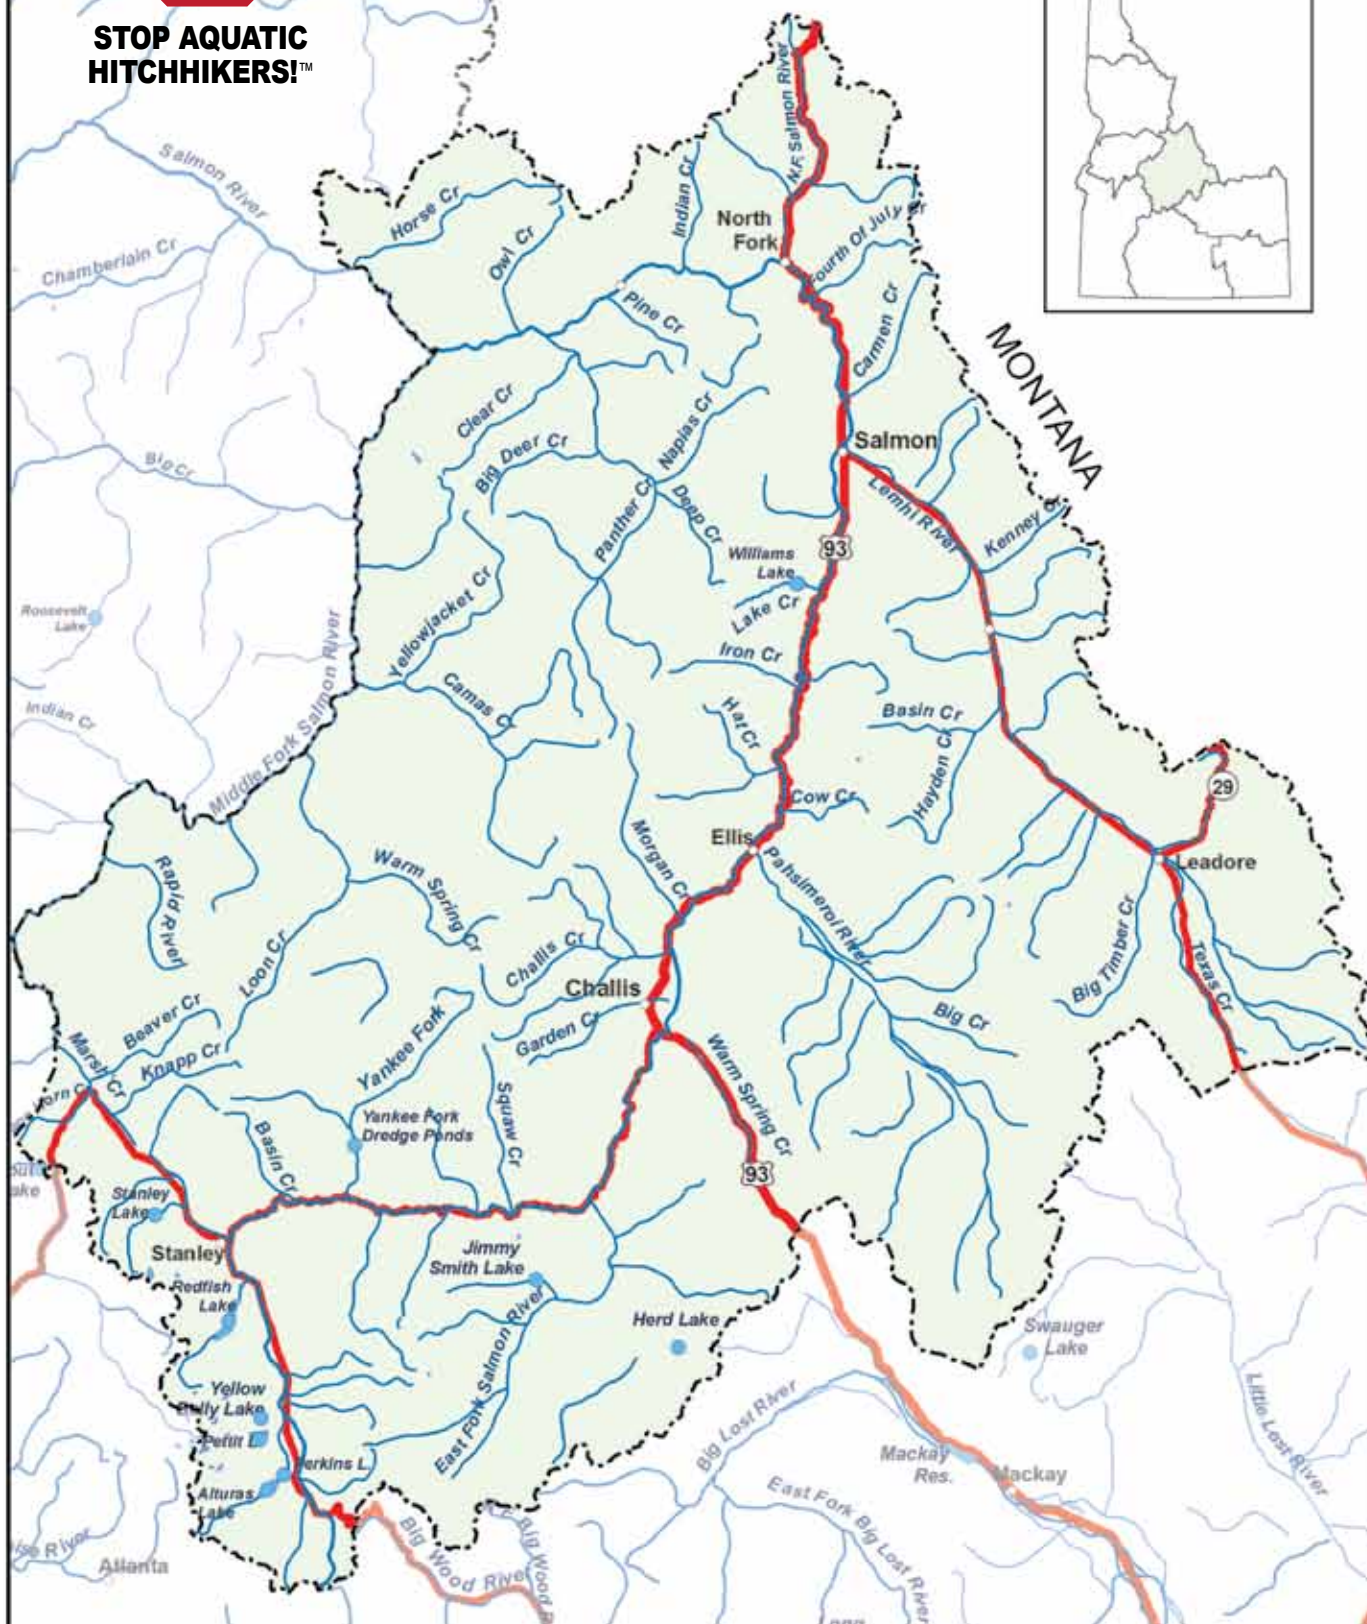 STOP AQUATIC
HITCHHIKERS!™
N.F. Salmon River
Salmon River
Horse Cr
Indian Cr
North
Fork
Fourth Of July Cr
Chamberlain Cr
Owl Cr
Pine Cr
Carmen Cr
MONTANA
Clear Cr
Napias Cr
Big Deer Cr
Salmon
Big Cr
Panther Cr
Deep Cr
Lemhi River
Kenney Cr
93
Williams
Lake
Lake Cr
Roosevelt
Lake
Yellowjacket Cr
Iron Cr
Camas Cr
Hat Cr
Basin Cr
Hayden Cr
Indian Cr
Middle Fork Salmon River
29
Cow Cr
Ellis
Leadore
Morgan Cr
Pahsimeroi River
Rapid River
Warm Spring Cr
Loon Cr
Challis Cr
Challis
Big Timber Cr
Texas Cr
Beaver Cr
Garden Cr
Big Cr
Marsh Cr
Knapp Cr
Yankee Fork
Warm Spring Cr
Horn C
Yankee Fork
Dredge Ponds
Squaw Cr
Basin Cr
93
ake
Stanley
Lake
Stanley
Jimmy
Smith Lake
Redfish
Lake
East Fork Salmon River
Herd Lake
Swauger
Lake
Yellow
Belly Lake
Pettit L
Perkins L.
Alturas
Lake
Big Lost River
Little Lost River
Mackay
Res.
Mackay
East Fork Big Lost River
ise River
Atlanta
Big Wood River
Big Wood R